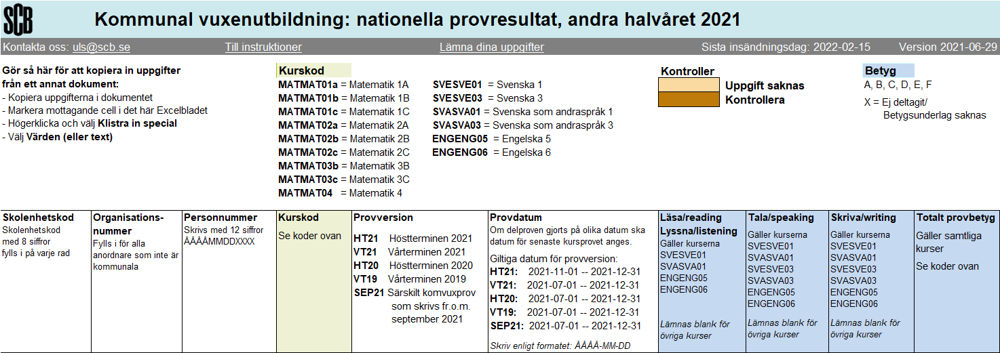 SCB
Kommunal vuxenutbildning: nationella provresultat, andra halvåret 2021
Kontakta oss: uls@scb.se
Till instruktioner
Lämna dina uppgifter
Sista insändningsdag: 2022-02-15
Version 2021-06-29
Gör så här för att kopiera in uppgifter
från ett annat dokument:
- Kopiera uppgifterna i dokumentet
- Markera mottagande cell i det här Excelbladet
- Högerklicka och välj Klistra in special
- Välj Värden (eller text)
Kurskod
MATMAT01a = Matematik 1A
MATMAT01b = Matematik 1B
MATMAT01c = Matematik 1C
MATMAT02a = Matematik 2A
MATMAT02b = Matematik 2B
MATMAT02c = Matematik 2C
MATMAT03b = Matematik 3B
MATMAT03c = Matematik 3C
MATMAT04 = Matematik 4
SVESVE01 = Svenska 1
SVESVE03 = Svenska 3
SVASVA01 = Svenska som andraspråk 1
SVASVA03 = Svenska som andraspråk 3
ENGENG05 = Engelska 5
ENGENG06 = Engelska 6
Kontroller
Uppgift saknas
Kontrollera
Betyg
A, B, C, D, E, F
X = Ej deltagit/
Betygsunderlag saknas
Skolenhetskod
Skolenhetskod
med 8 siffror
fylls i på varje rad
Organisations-
nummer
Fylls i för alla
anordnare som inte är
kommunala
Personnummer
Skrivs med 12 siffror
ÅÅÅÅMMDDXXXX
Kurskod
Se koder ovan
Provversion
HT21 Höstterminen 2021
VT21 Vårterminen 2021
HT20 Höstterminen 2020
VT19 Vårterminen 2019
SEP21 Särskilt komvuxprov
som skrivs fr.o.m.
september 2021
Provdatum
Om delproven gjorts på olika datum ska
datum för senaste kursprovet anges.
Giltiga datum för provversion:
HT21: 2021-11-01 -- 2021-12-31
VT21: 2021-07-01 -- 2021-12-31
HT20: 2021-07-01 -- 2021-12-31
VT19: 2021-07-01 -- 2021-12-31
SEP21: 2021-07-01 -- 2021-12-31
Skriv enligt formatet: ÅÅÅÅ-MM-DD
Läsa/reading
Lyssna/listening
Gäller kurserna
SVESVE01
SVASVA01
ENGENG05
ENGENG06
Lämnas blank för
övriga kurser
Tala/speaking
Gäller kurserna
SVESVE01
SVASVA01
SVESVE03
SVASVA03
ENGENG05
ENGENG06
Lämnas blank för
övriga kurser
Skriva/writing
Gäller kurserna
SVESVE01
SVASVA01
SVESVE03
SVASVA03
ENGENG05
ENGENG06
Lämnas blank för
övriga kurser
Totalt provbetyg
Gäller samtliga
kurser
Se koder ovan